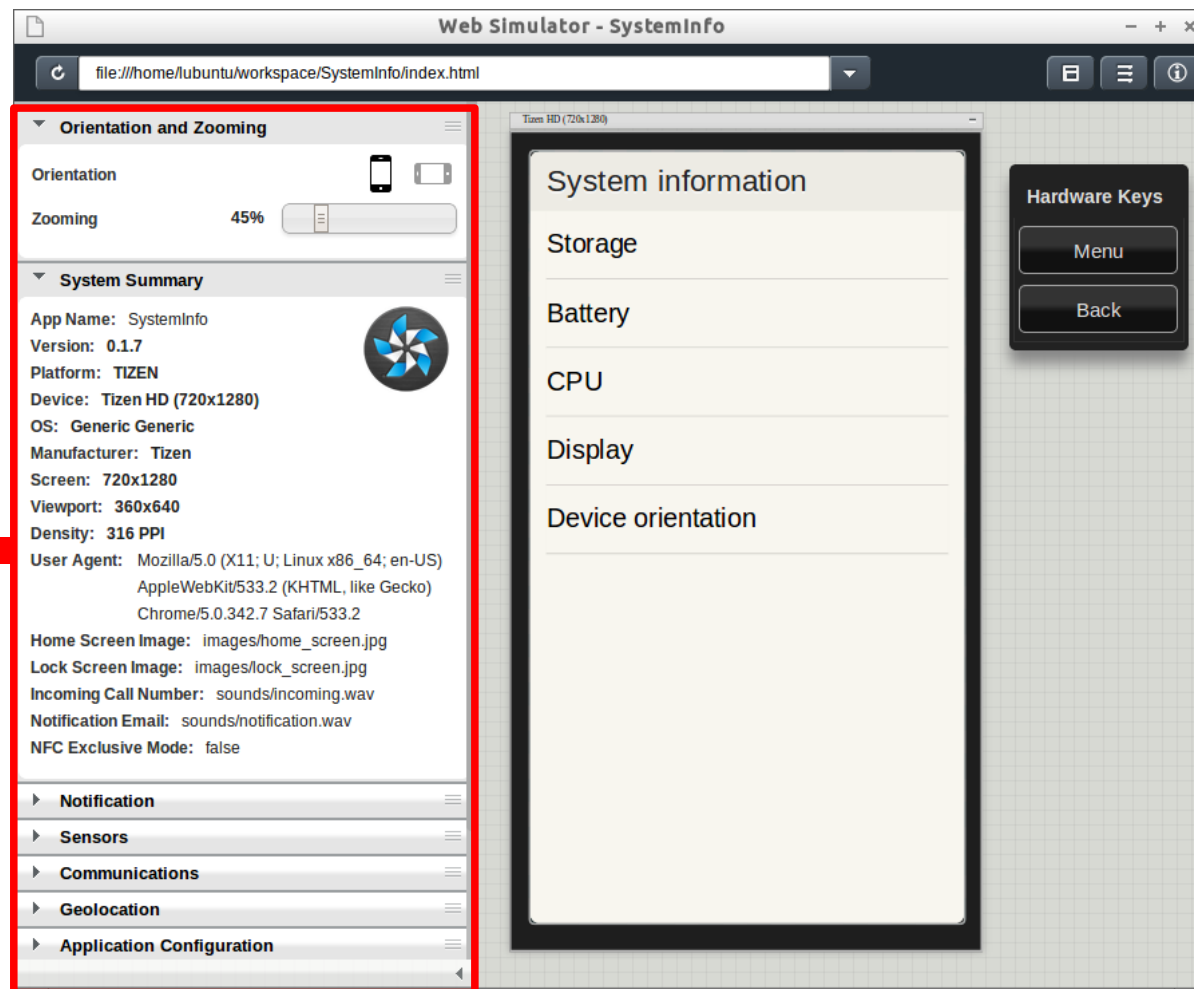 Web Simulator - SystemInfo
file:///home/lubuntu/workspace/SystemInfo/index.html
Orientation and Zooming
Orientation
Zooming 45%
System Summary
App Name: SystemInfo
Version: 0.1.7
Platform: TIZEN
Device: Tizen HD (720x1280)
OS: Generic Generic
Manufacturer: Tizen
Screen: 720x1280
Viewport: 360x640
Density: 316 PPI
User Agent: Mozilla/5.0 (X11; U; Linux x86_64; en-US)
AppleWebKit/533.2 (KHTML, like Gecko)
Chrome/5.0.342.7 Safari/533.2
Home Screen Image: images/home_screen.jpg
Lock Screen Image: images/lock_screen.jpg
Incoming Call Number: sounds/incoming.wav
Notification Email: sounds/notification.wav
NFC Exclusive Mode: false
Notification
Sensors
Communications
Geolocation
Application Configuration
Tizen HD (720x1280)
System information
Storage
Battery
CPU
Display
Device orientation
Hardware Keys
Menu
Back